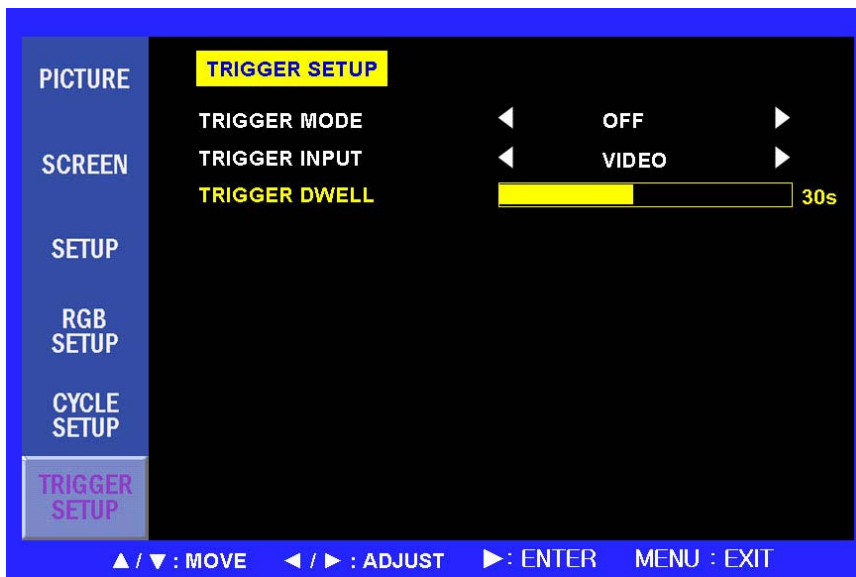 PICTURE
SCREEN
SETUP
RGB
SETUP
CYCLE
SETUP
TRIGGER
SETUP
TRIGGER SETUP
TRIGGER MODE ◀ OFF ▶
TRIGGER INPUT ◀ VIDEO ▶
TRIGGER DWELL 30s
▲ / ▼ : MOVE ◀ / ▶ : ADJUST ▶ : ENTER MENU : EXIT